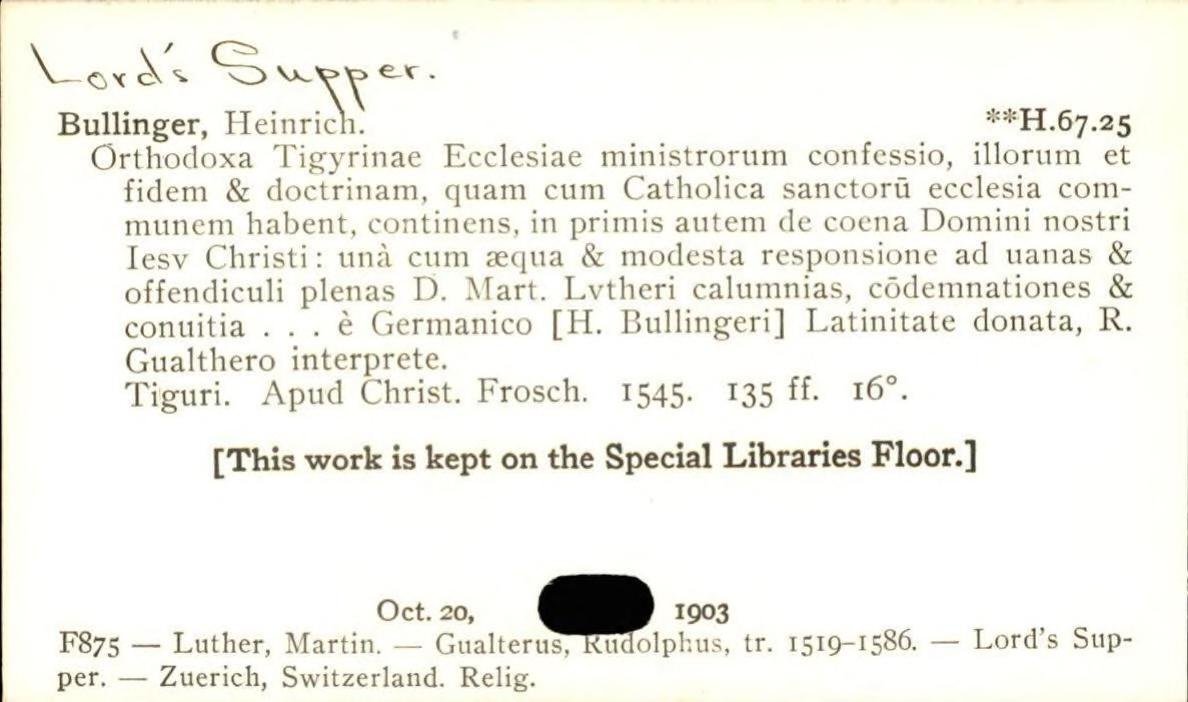 Lord's Supper.
Bullinger, Heinrich. **H.67.25
Orthodoxa Tigyrinae Ecclesiae ministrorum confessio, illorum et
fidem & doctrinam, quam cum Catholica sanctorū ecclesia com-
munem habent, continens, in primis autem de coena Domini nostri
Iesv Christi: unà cum æqua & modesta responsione ad uanas &
offendiculi plenas D. Mart. Lvtheri calumnias, cōdemnationes &
conuitia . . . è Germanico [H. Bullingeri] Latinitate donata, R.
Gualthero interprete.
Tiguri. Apud Christ. Frosch. 1545. 135 ff. 16°.
[This work is kept on the Special Libraries Floor.]
Oct. 20, 1903
F875 — Luther, Martin. — Gualterus, Rudolphus, tr. 1519–1586. — Lord's Sup-
per. — Zuerich, Switzerland. Relig.